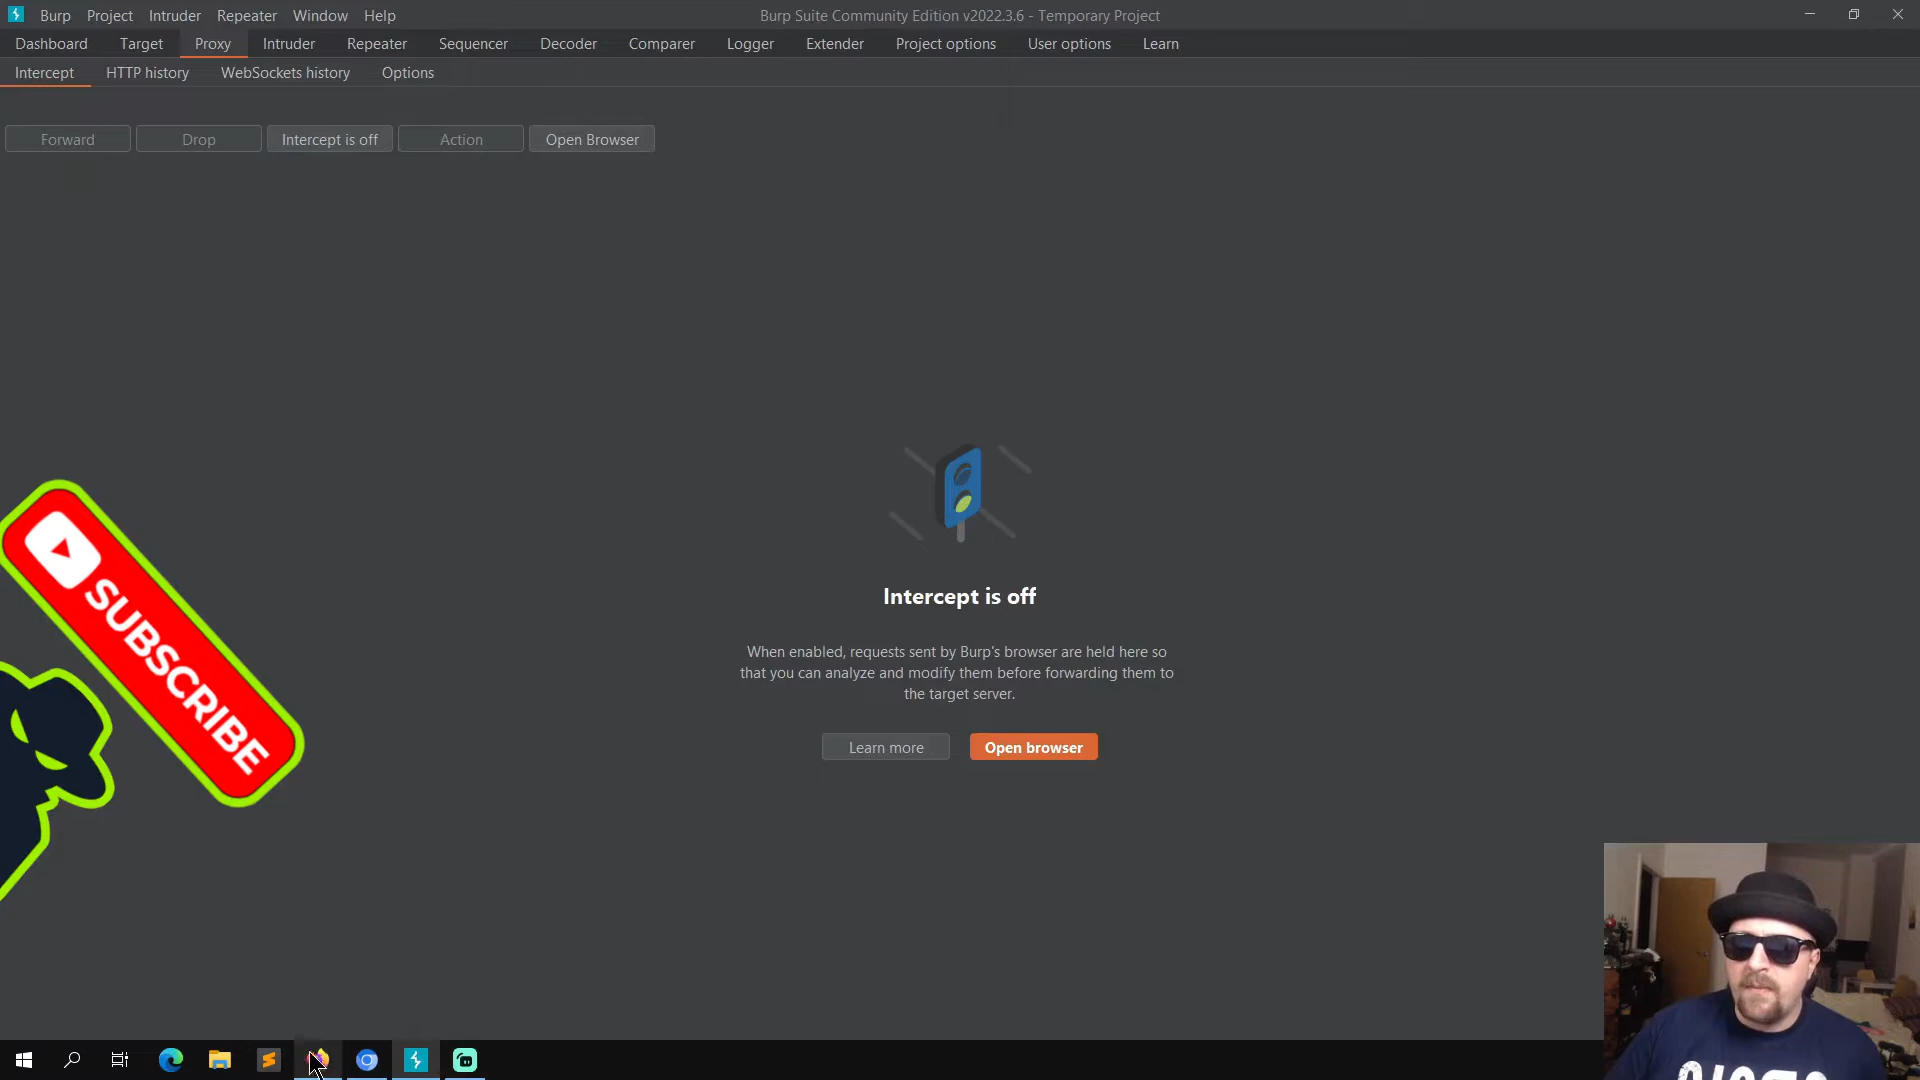 Burp Project Intruder Repeater Window Help
Burp Suite Community Edition v2022.3.6 - Temporary Project
Dashboard Target Proxy Intruder Repeater Sequencer Decoder Comparer Logger Extender Project options User options Learn
Intercept HTTP history WebSockets history Options
Forward Drop Intercept is off Action Open Browser
Intercept is off
When enabled, requests sent by Burp's browser are held here so
that you can analyze and modify them before forwarding them to
the target server.
Learn more Open browser
SUBSCRIBE